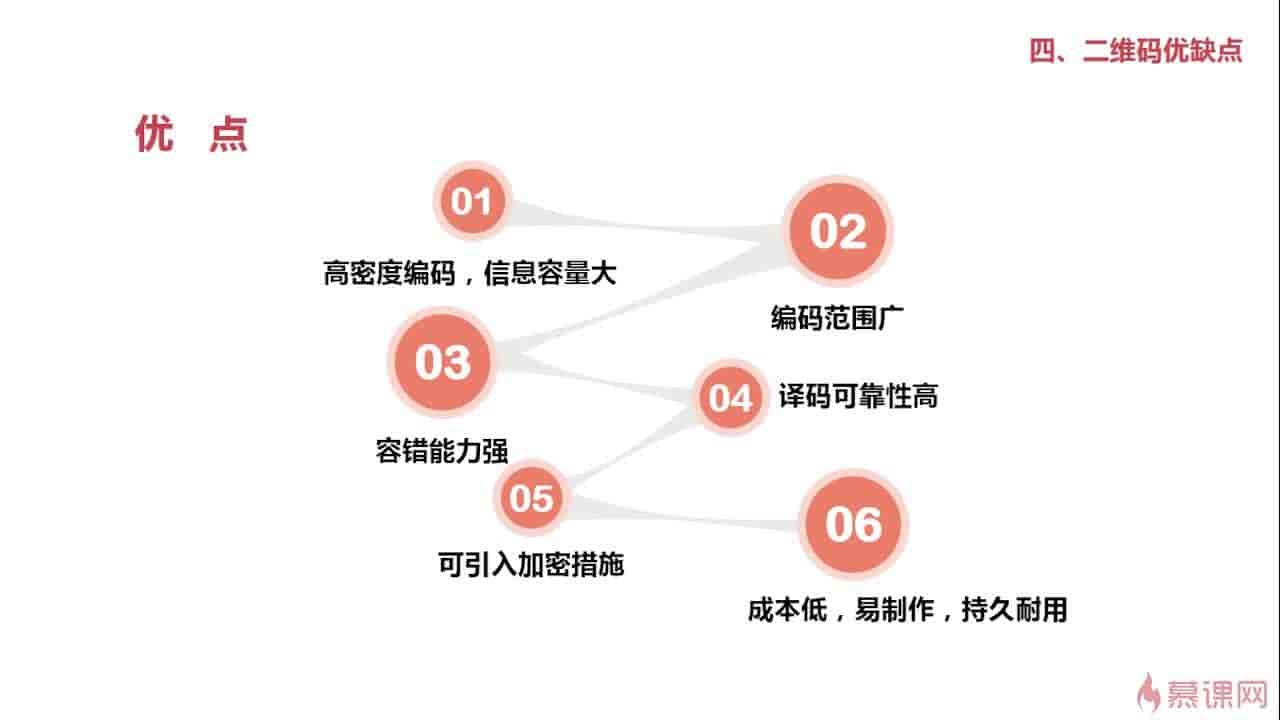 四、二维码优缺点
优 点
01
高密度编码，信息容量大
02
编码范围广
03
容错能力强
04
译码可靠性高
05
可引入加密措施
06
成本低，易制作，持久耐用
慕课网